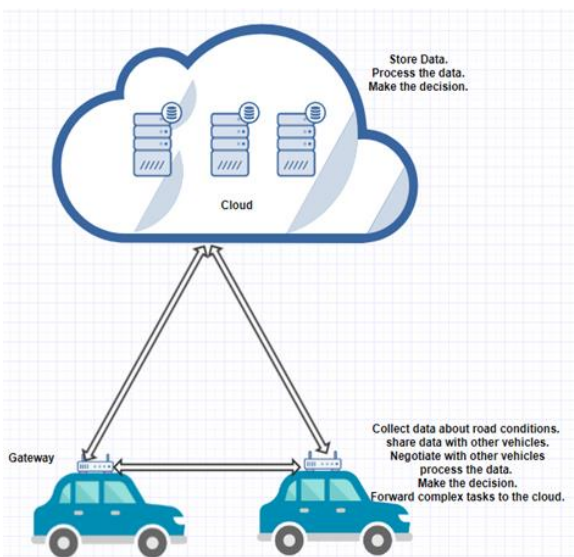 Store Data.
Process the data.
Make the decision.
Cloud
Gateway
Collect data about road conditions.
share data with other vehicles.
Negotiate with other vehicles
process the data.
Make the decision.
Forward complex tasks to the cloud.